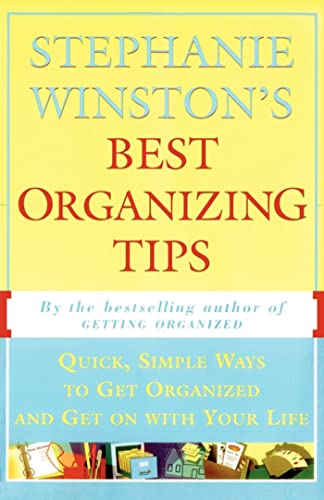 STEPHANIE
WINSTON'S
BEST
ORGANIZING
TIPS
By the bestselling author of
GETTING ORGANIZED
QUICK, SIMPLE WAYS
TO GET ORGANIZED
AND GET ON WITH YOUR LIFE